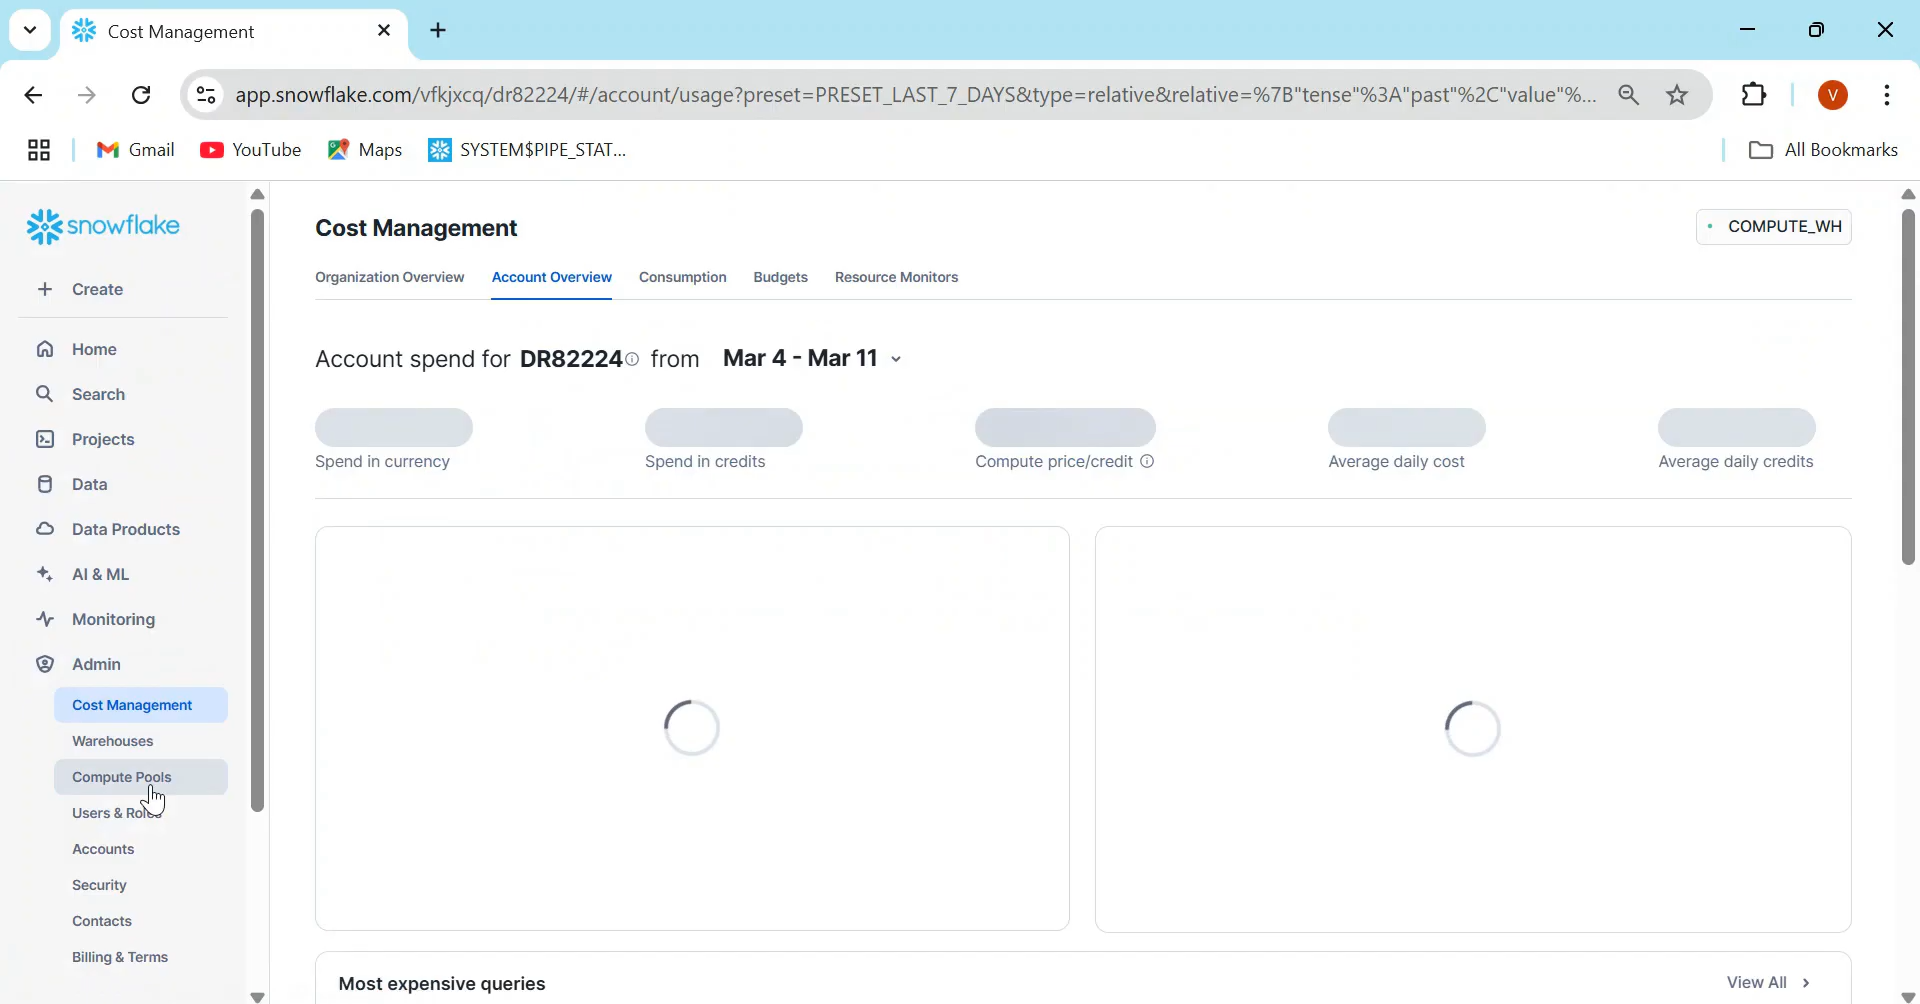 Cost Management
app.snowflake.com/vfkjxcq/dr82224/#/account/usage?preset=PRESET_LAST_7_DAYS&type=relative&relative=%7B"tense"%3A"past"%2C"value"%...
V
Gmail
YouTube
Maps
SYSTEM$PIPE_STAT...
All Bookmarks
snowflake
Create
Home
Search
Projects
Data
Data Products
AI & ML
Monitoring
Admin
Cost Management
Warehouses
Compute Pools
Users & Roles
Accounts
Security
Contacts
Billing & Terms
Cost Management
COMPUTE_WH
Organization Overview Account Overview Consumption Budgets Resource Monitors
Account spend for DR82224 from Mar 4 - Mar 11
Spend in currency
Spend in credits
Compute price/credit
Average daily cost
Average daily credits
Most expensive queries
View All